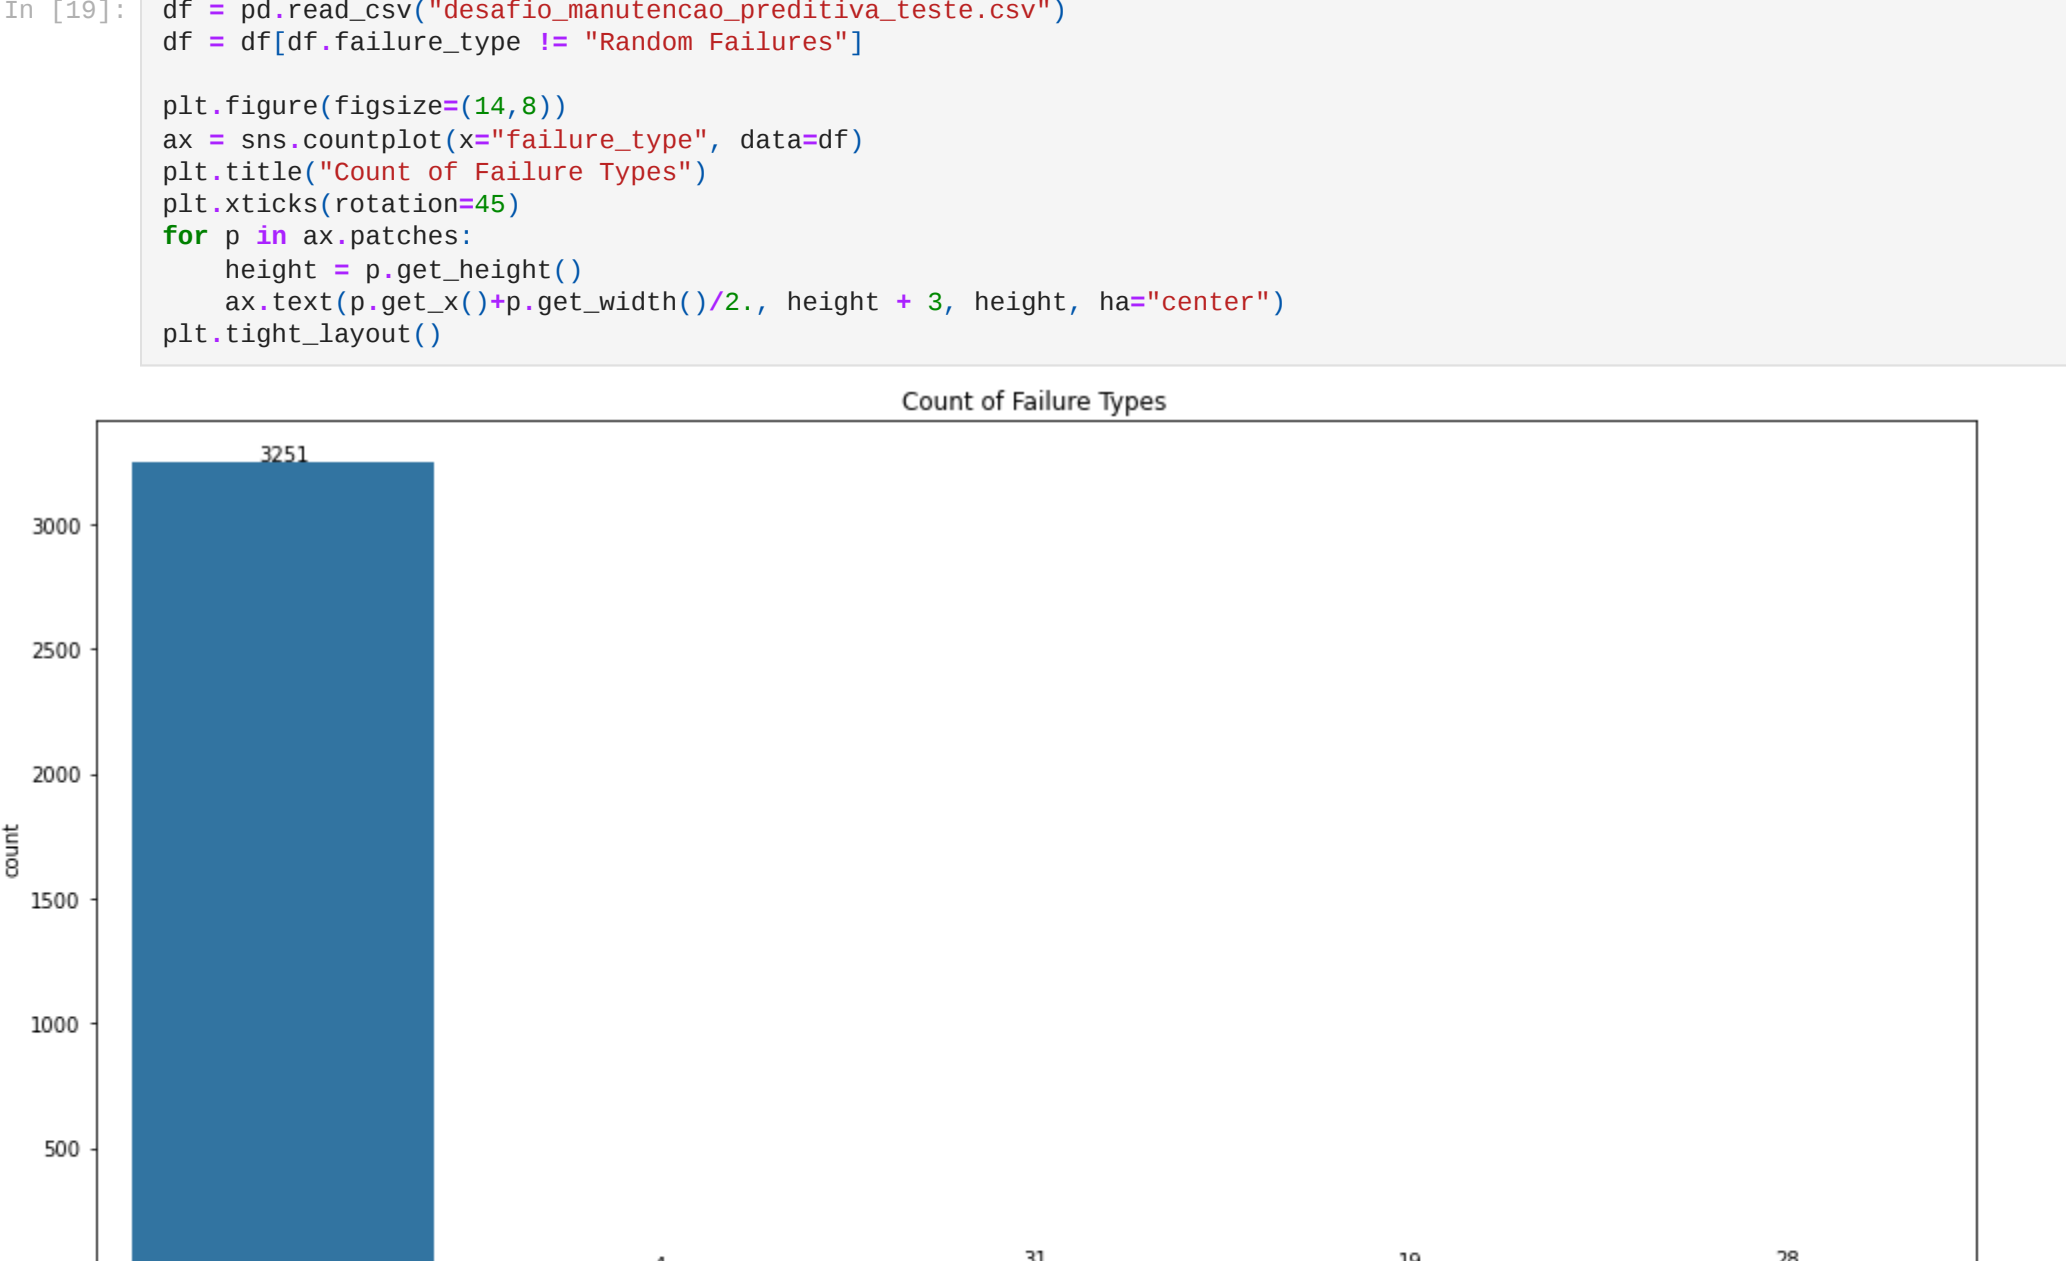 In [19]: df = pd.read_csv("desafio_manutencao_preditiva_teste.csv")
df = df[df.failure_type != "Random Failures"]
plt.figure(figsize=(14,8))
ax = sns.countplot(x="failure_type", data=df)
plt.title("Count of Failure Types")
plt.xticks(rotation=45)
for p in ax.patches:
    height = p.get_height()
    ax.text(p.get_x()+p.get_width()/2., height + 3, height, ha="center")
plt.tight_layout()
Count of Failure Types
3251
3000
2500
2000
count
1500
1000
500
31 19 28